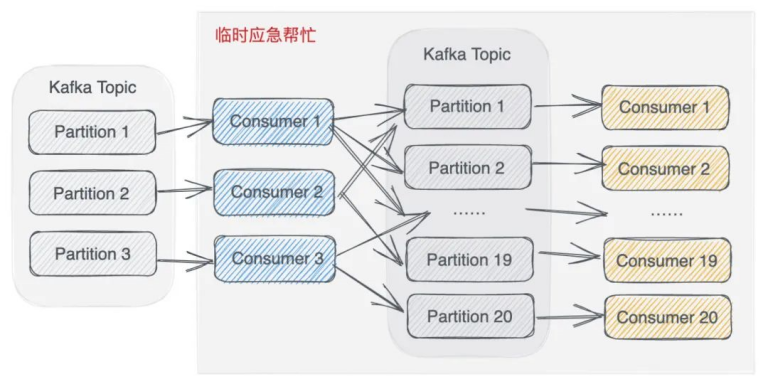 临时应急帮忙
Kafka Topic
Partition 1
Partition 2
Partition 3
Consumer 1
Consumer 2
Consumer 3
Kafka Topic
Partition 1
Partition 2
......
Partition 19
Partition 20
Consumer 1
Consumer 2
......
Consumer 19
Consumer 20